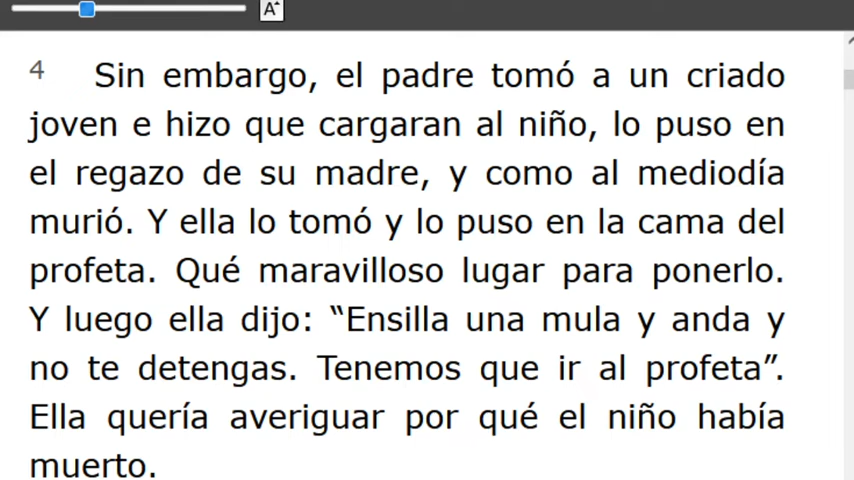 A
4 Sin embargo, el padre tomó a un criado
joven e hizo que cargaran al niño, lo puso en
el regazo de su madre, y como al mediodía
murió. Y ella lo tomó y lo puso en la cama del
profeta. Qué maravilloso lugar para ponerlo.
Y luego ella dijo: “Ensilla una mula y anda y
no te detengas. Tenemos que ir al profeta”.
Ella quería averiguar por qué el niño había
muerto.